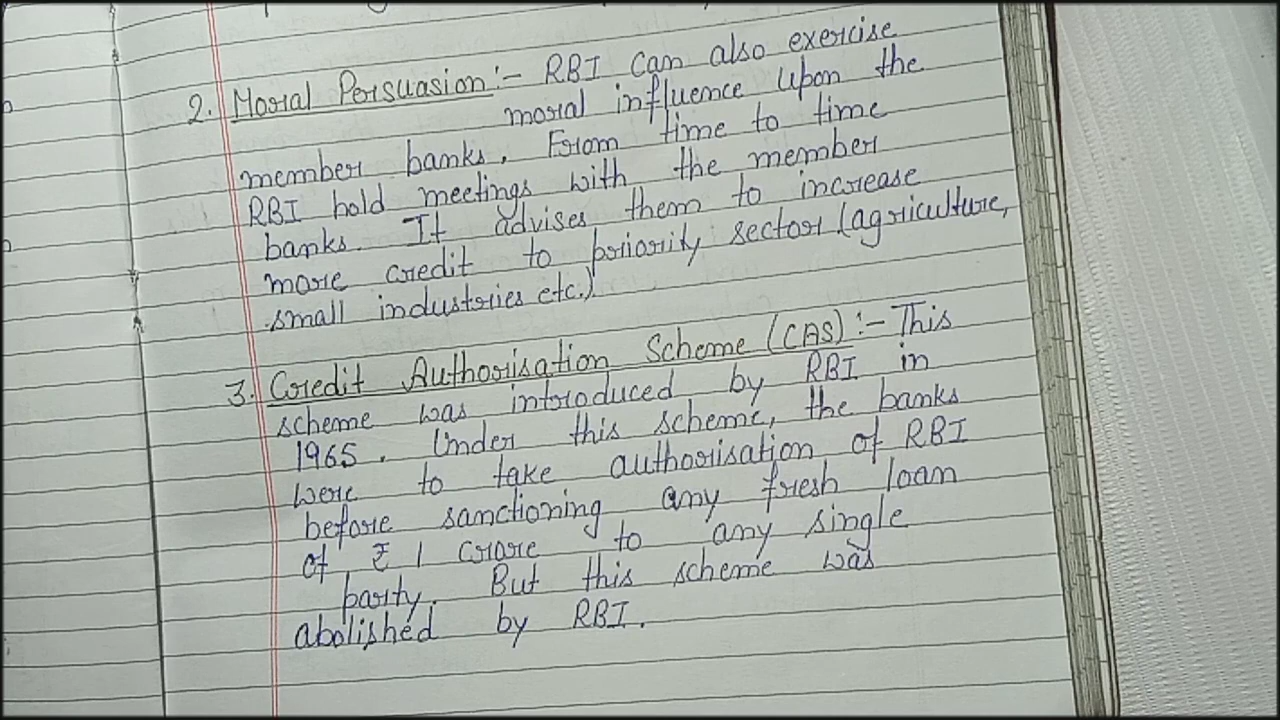 2. Moral Persuasion :- RBI can also exercise
moral influence upon the
member banks. From time to time
RBI hold meetings with the member
banks. It advises them to increase
more credit to priority sector (agriculture,
small industries etc.)
3. Credit Authorisation Scheme (CAS) :- This
scheme was introduced by RBI in
1965. Under this scheme, the banks
were to take authorisation of RBI
before sanctioning any fresh loan
of ₹ 1 crore to any single
party. But this scheme was
abolished by RBI.